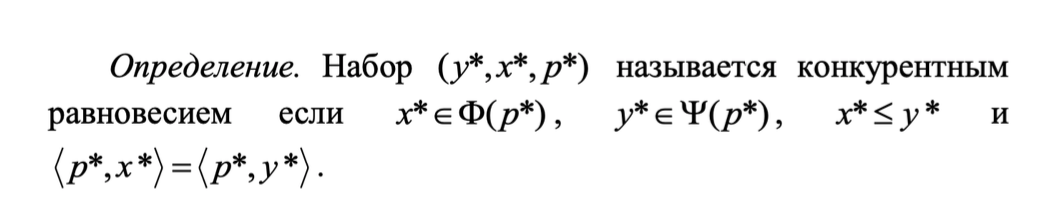 Определение. Набор (y*,x*,p*) называется конкурентным
равновесием если x*∈Φ(p*), y*∈Ψ(p*), x*≤y* и
⟨p*,x*⟩=⟨p*,y*⟩.